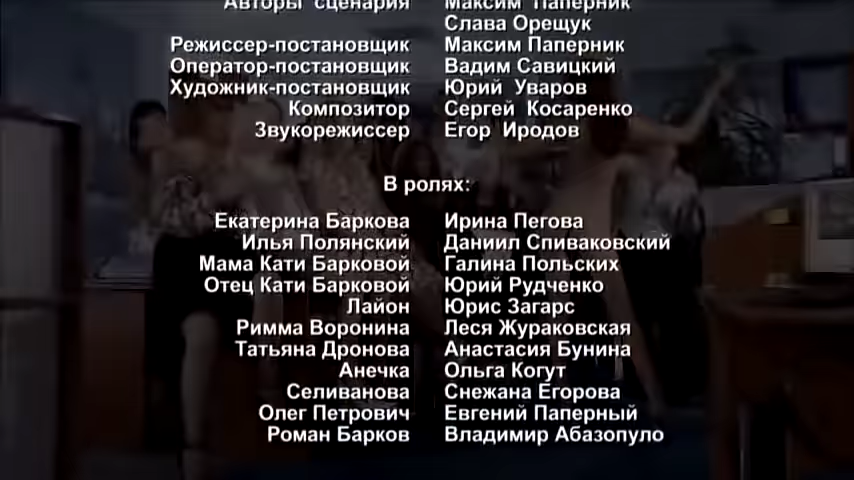 Авторы сценария Максим Паперник
Слава Орещук
Режиссер-постановщик Максим Паперник
Оператор-постановщик Вадим Савицкий
Художник-постановщик Юрий Уваров
Композитор Сергей Косаренко
Звукорежиссер Егор Иродов
В ролях:
Екатерина Баркова Ирина Пегова
Илья Полянский Даниил Спиваковский
Мама Кати Барковой Галина Польских
Отец Кати Барковой Юрий Рудченко
Лайон Юрис Загарс
Римма Воронина Леся Жураковская
Татьяна Дронова Анастасия Бунина
Анечка Ольга Когут
Селиванова Снежана Егорова
Олег Петрович Евгений Паперный
Роман Барков Владимир Абазопуло